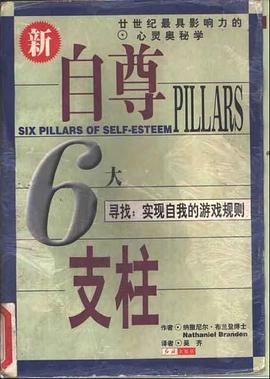 廿世纪最具影响力的
心灵奥秘学
新
自尊
PILLARS
SIX PILLARS OF SELF-ESTEEM
6大
寻找:实现自我的游戏规则
支柱
作者 纳撒尼尔·布兰登博士
Nathaniel Branden
译者 吴齐